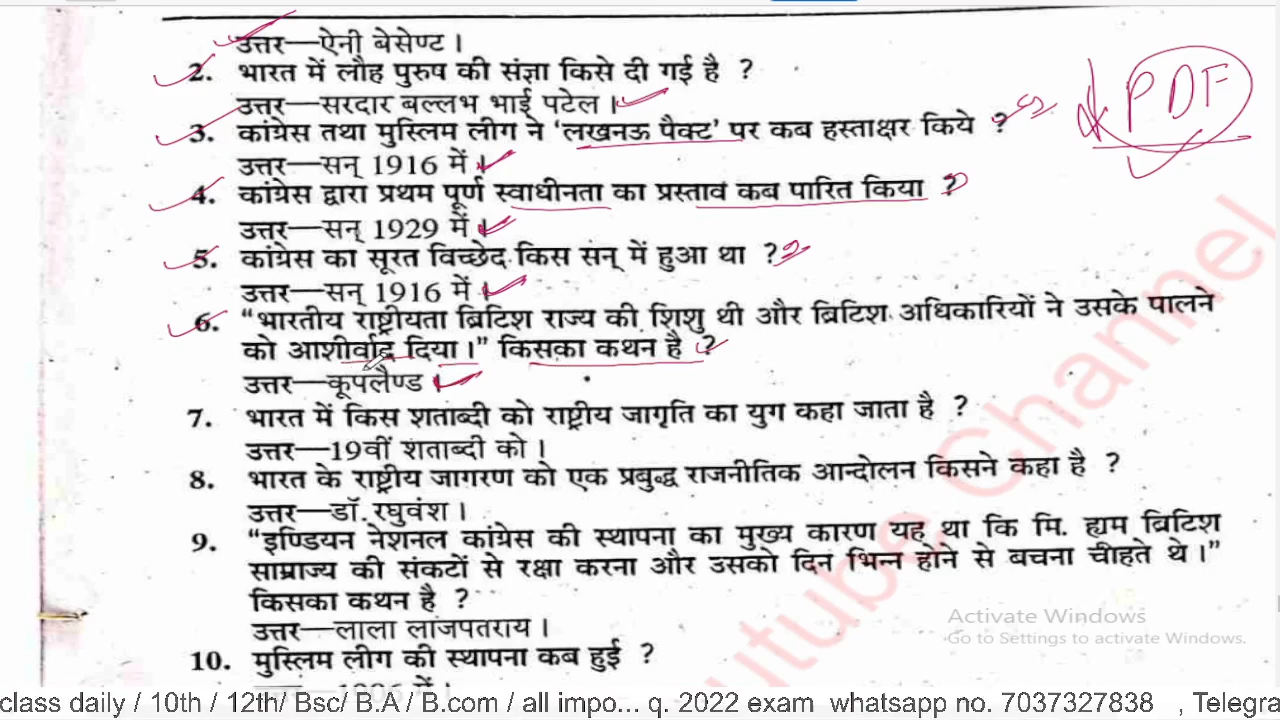 उत्तर—ऐनी बेसेण्ट ।
2. भारत में लौह पुरुष की संज्ञा किसे दी गई है ?
उत्तर—सरदार बल्लभ भाई पटेल ।
3. कांग्रेस तथा मुस्लिम लीग ने 'लखनऊ पैक्ट' पर कब हस्ताक्षर किये ?
उत्तर—सन् 1916 में ।
4. कांग्रेस द्वारा प्रथम पूर्ण स्वाधीनता का प्रस्ताव कब पारित किया ?
उत्तर—सन् 1929 में ।
5. कांग्रेस का सूरत विच्छेद किस सन् में हुआ था ?
उत्तर—सन् 1916 में ।
6. "भारतीय राष्ट्रीयता ब्रिटिश राज्य की शिशु थी और ब्रिटिश अधिकारियों ने उसके पालने
को आशीर्वाद दिया ।" किसका कथन है ?
उत्तर—कूपलैण्ड ।
7. भारत में किस शताब्दी को राष्ट्रीय जागृति का युग कहा जाता है ?
उत्तर—19वीं शताब्दी को ।
8. भारत के राष्ट्रीय जागरण को एक प्रबुद्ध राजनीतिक आन्दोलन किसने कहा है ?
उत्तर—डॉ. रघुवंश ।
9. "इण्डियन नेशनल कांग्रेस की स्थापना का मुख्य कारण यह था कि मि. ह्यूम ब्रिटिश
साम्राज्य की संकटों से रक्षा करना और उसको दिन भिन्न होने से बचना चाहते थे ।"
किसका कथन है ?
उत्तर—लाला लाजपतराय ।
10. मुस्लिम लीग की स्थापना कब हुई ?
PDF
utube Channel
Activate Windows
Go to Settings to activate Windows.
class daily / 10th / 12th/ Bsc/ B.A / B.com / all impo... q. 2022 exam whatsapp no. 7037327838 , Telegra